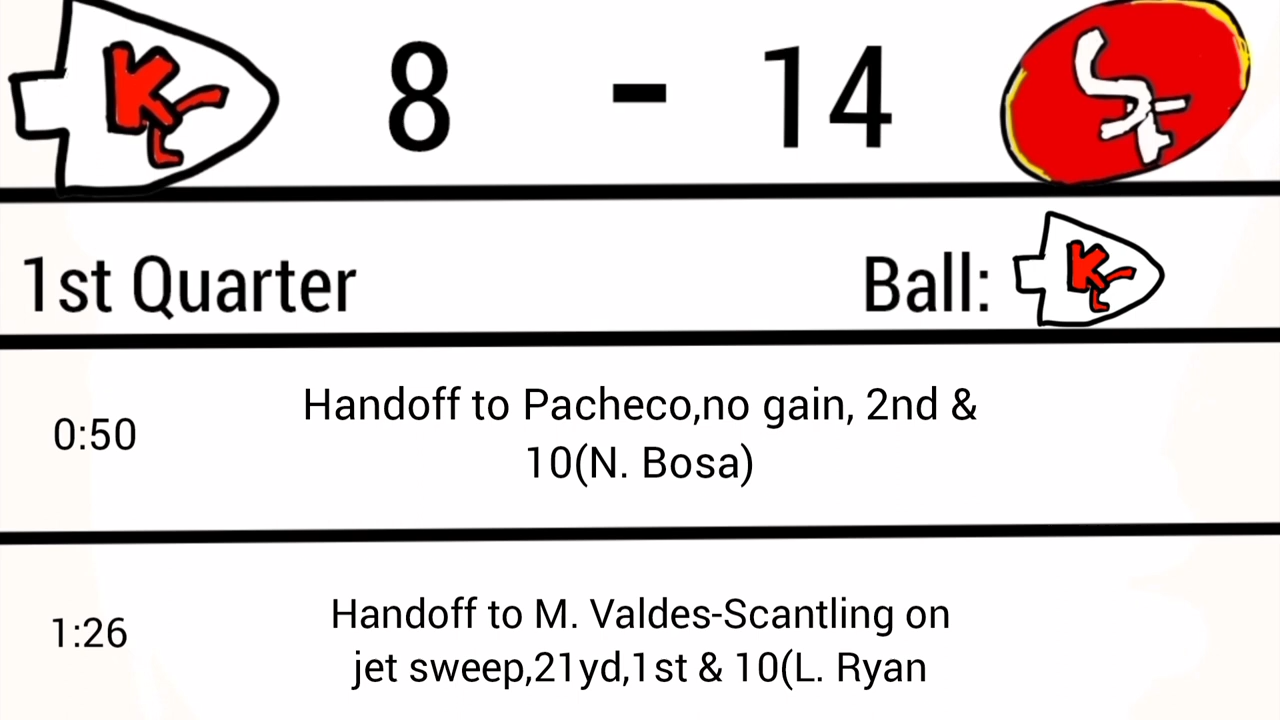 8 - 14
1st Quarter
Ball:
0:50
Handoff to Pacheco,no gain, 2nd &
10(N. Bosa)
1:26
Handoff to M. Valdes-Scantling on
jet sweep,21yd,1st & 10(L. Ryan